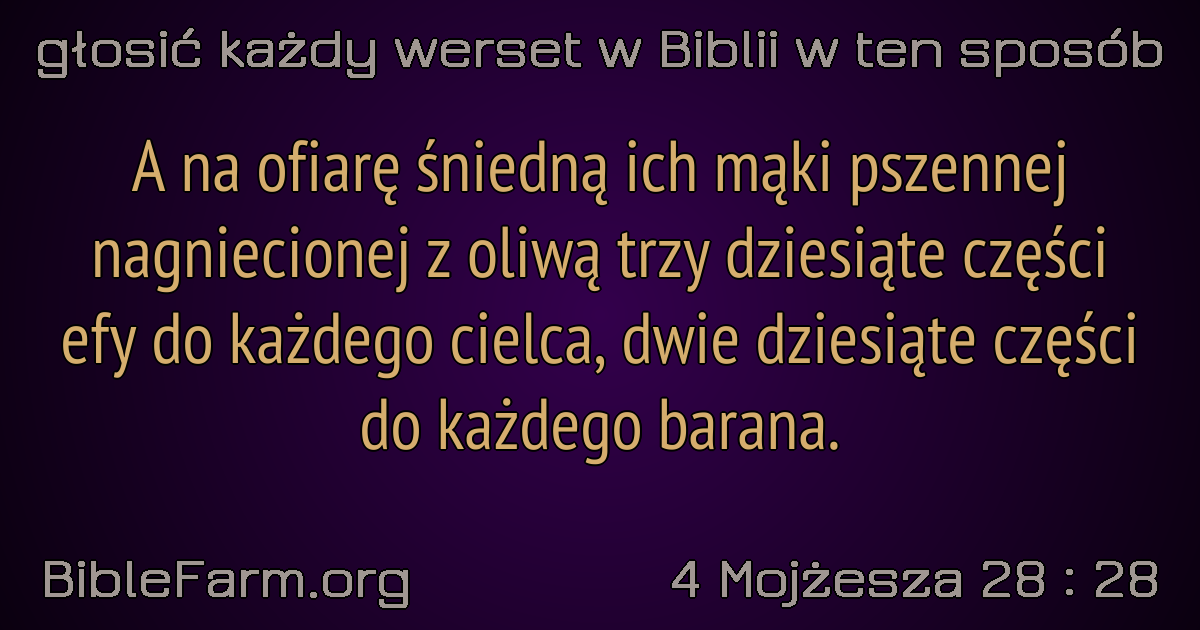 głosić każdy werset w Biblii w ten sposób
A na ofiarę śniedną ich mąki pszennej
nagniecionej z oliwą trzy dziesiąte części
efy do każdego cielca, dwie dziesiąte części
do każdego barana.
BibleFarm.org
4 Mojżesza 28 : 28